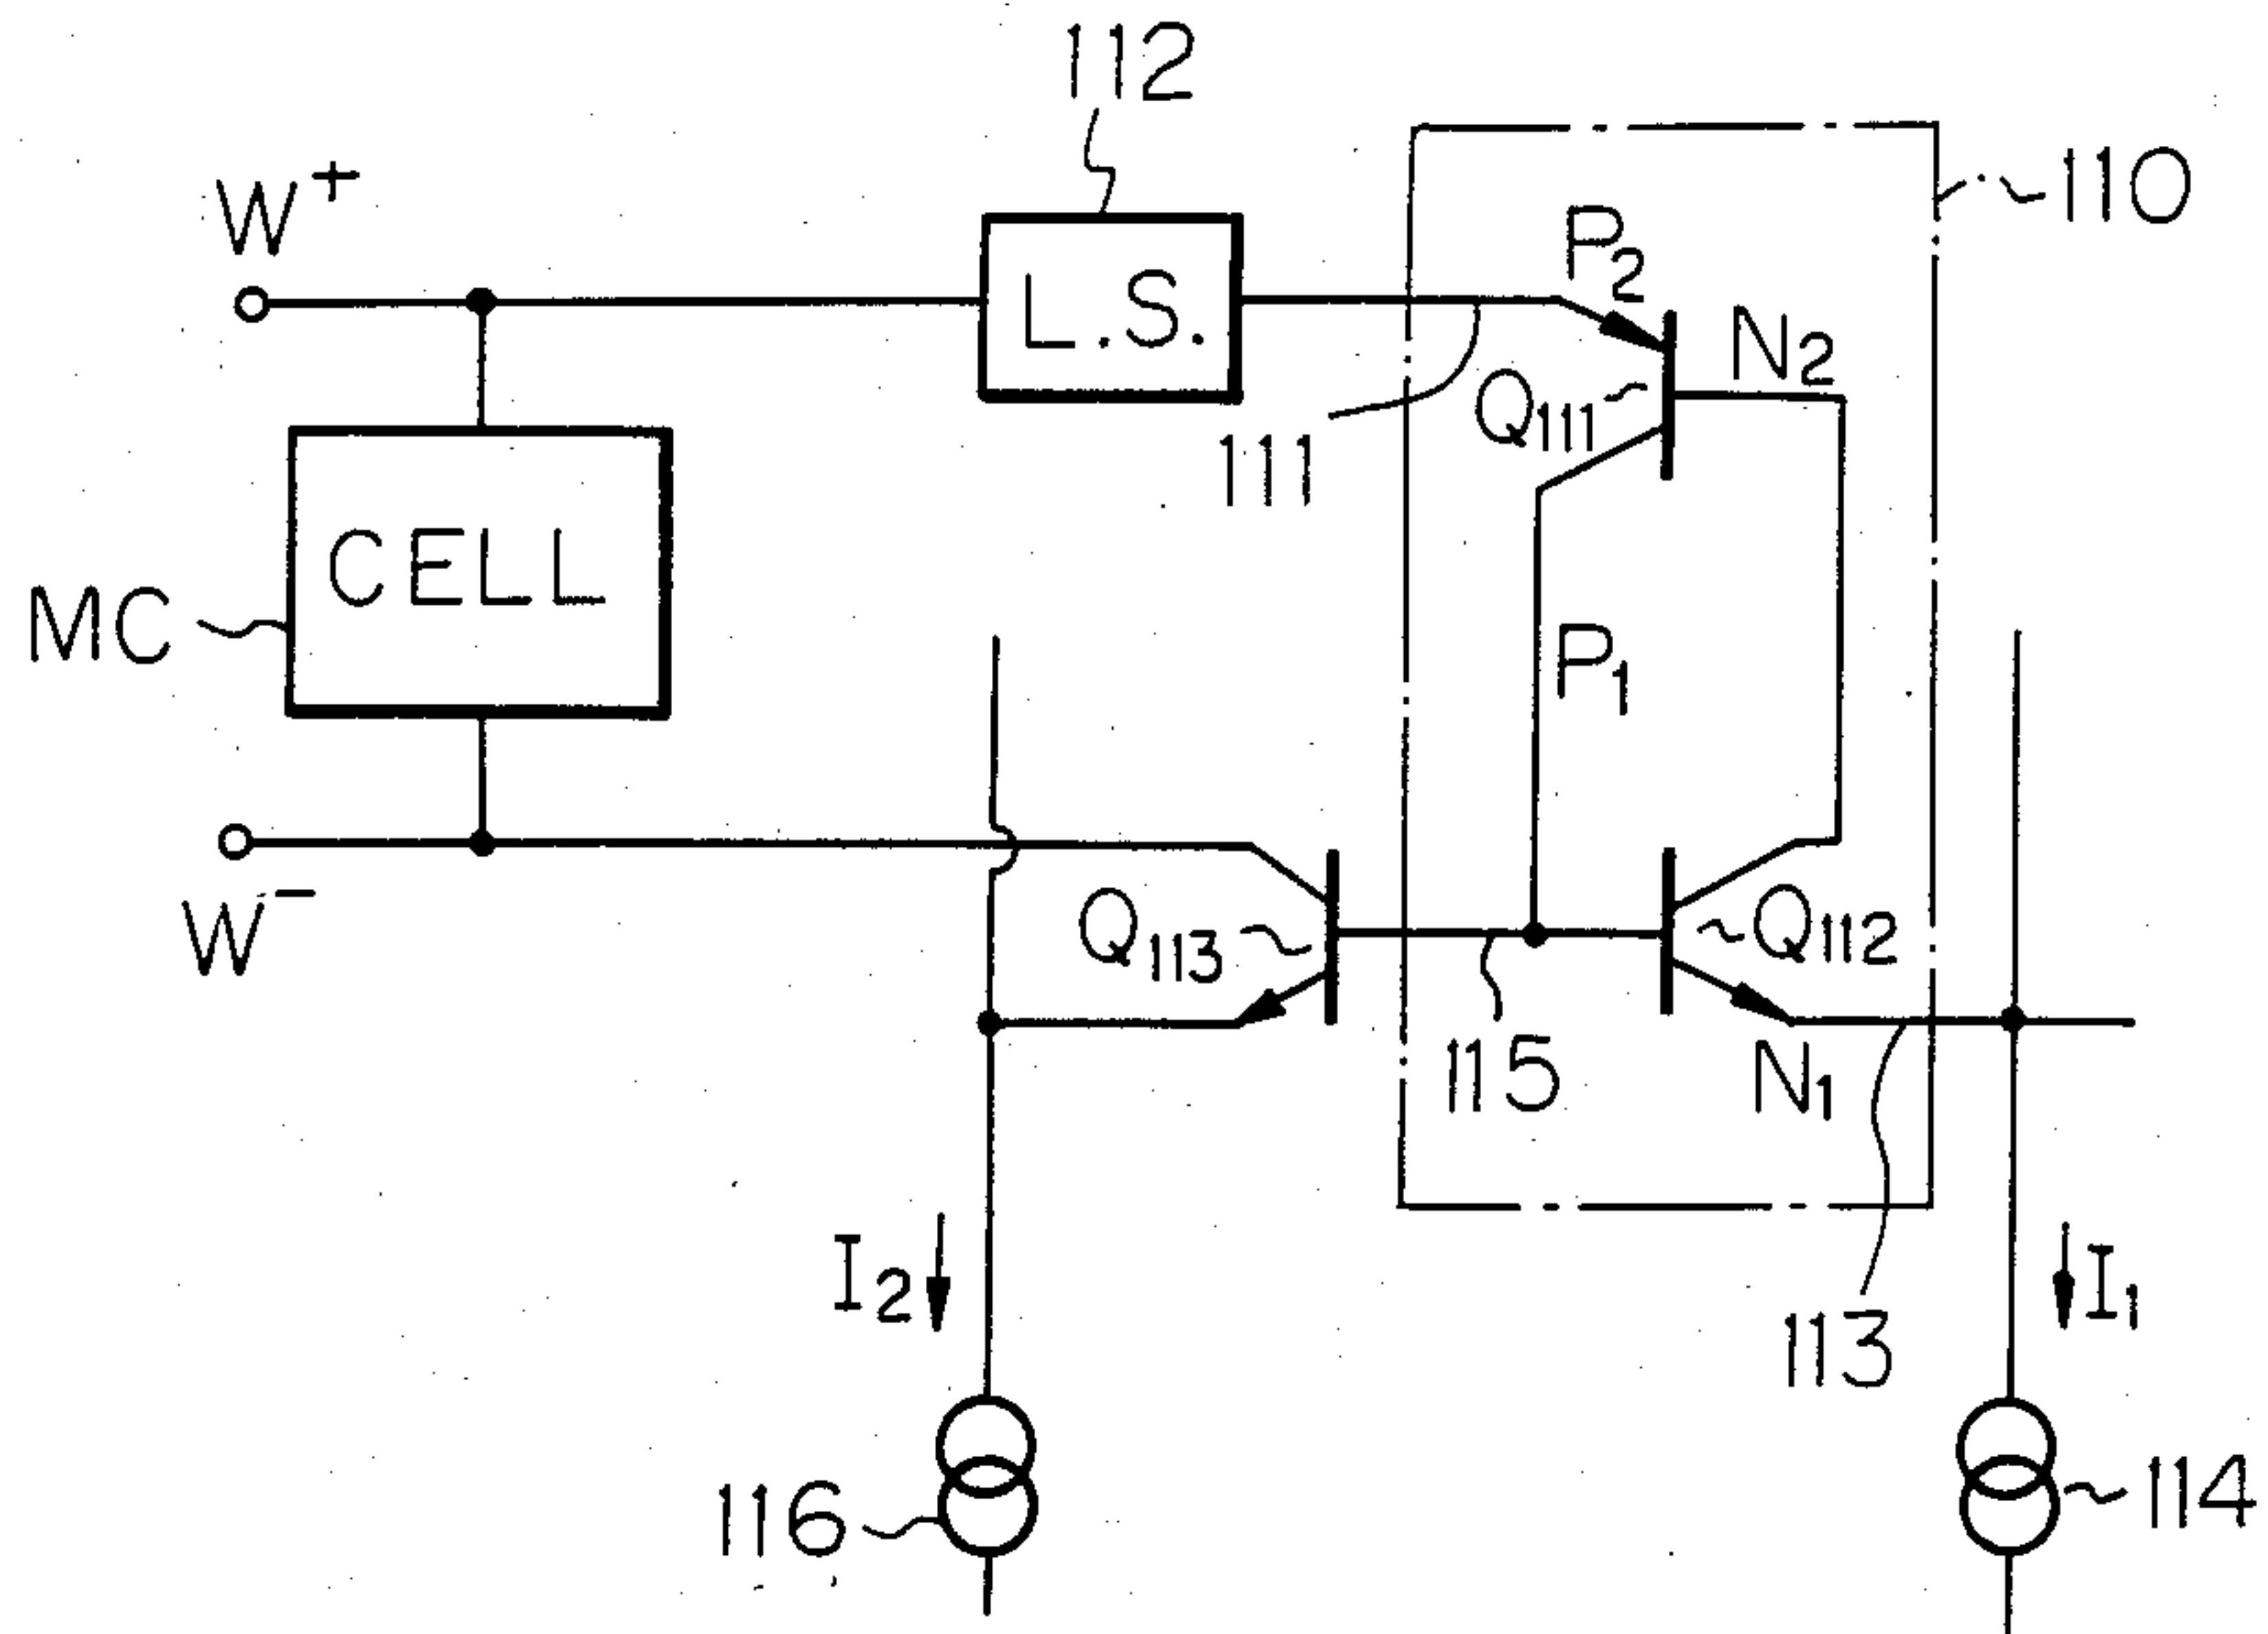 112
W+
110
P2
L.S.
N2
Q111
111
CELL
MC
P1
Q113
Q112
W-
115
N1
I2
I1
113
116
114